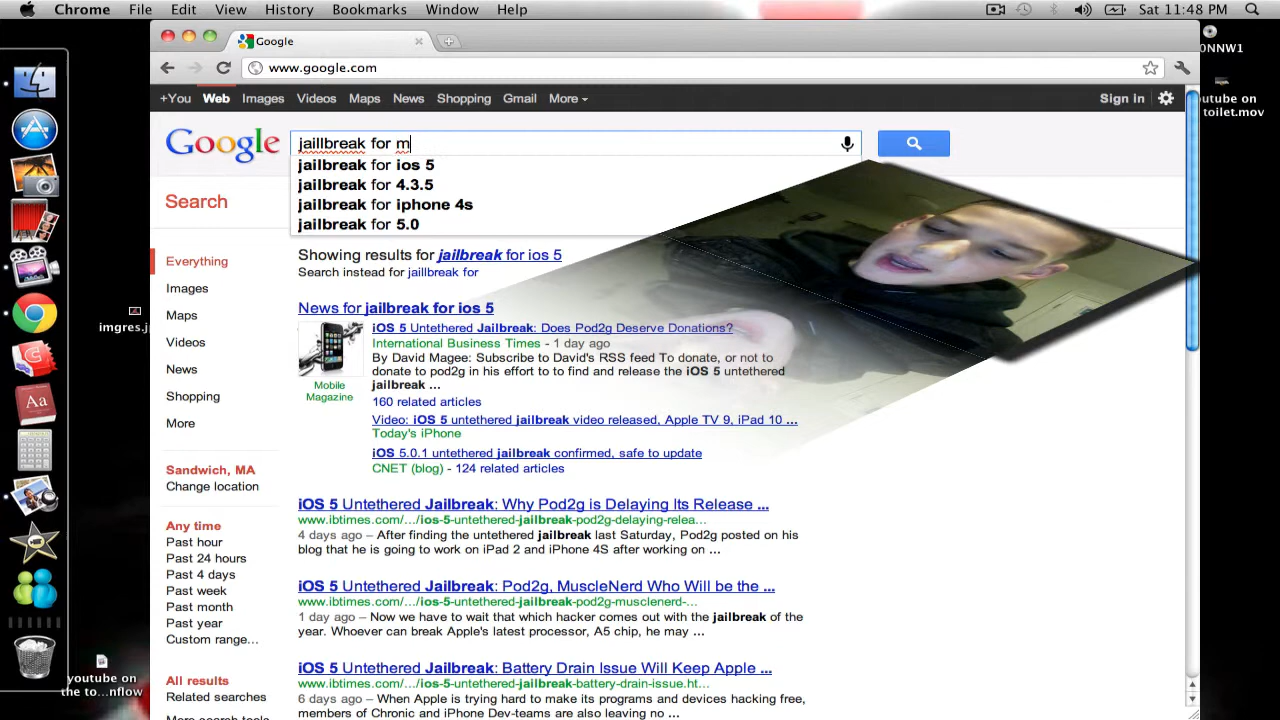 Chrome File Edit View History Bookmarks Window Help Sat 11:48 PM
Google
www.google.com
+You Web Images Videos Maps News Shopping Gmail More Sign in
Google jaillbreak for m
jailbreak for ios 5
jailbreak for 4.3.5
jailbreak for iphone 4s
jailbreak for 5.0
Search
Everything
Images
Maps
Videos
News
Shopping
More
Sandwich, MA
Change location
Any time
Past hour
Past 24 hours
Past 4 days
Past week
Past month
Past year
Custom range...
All results
Related searches
More search tools
Showing results for jailbreak for ios 5
Search instead for jaillbreak for
News for jailbreak for ios 5
iOS 5 Untethered Jailbreak: Does Pod2g Deserve Donations?
International Business Times - 1 day ago
By David Magee: Subscribe to David's RSS feed To donate, or not to
donate to pod2g in his effort to to find and release the iOS 5 untethered
jailbreak ...
Mobile
Magazine
160 related articles
Video: iOS 5 untethered jailbreak video released, Apple TV 9, iPad 10 ...
Today's iPhone
iOS 5.0.1 untethered jailbreak confirmed, safe to update
CNET (blog) - 124 related articles
iOS 5 Untethered Jailbreak: Why Pod2g is Delaying Its Release ...
www.ibtimes.com/.../ios-5-untethered-jailbreak-pod2g-delaying-relea...
4 days ago – After finding the untethered jailbreak last Saturday, Pod2g posted on his
blog that he is going to work on iPad 2 and iPhone 4S after working on ...
iOS 5 Untethered Jailbreak: Pod2g, MuscleNerd Who Will be the ...
www.ibtimes.com/.../ios-5-untethered-jailbreak-pod2g-musclenerd-...
1 day ago – Now we have to wait that which hacker comes out with the jailbreak of the
year. Whoever can break Apple's latest processor, A5 chip, he may ...
iOS 5 Untethered Jailbreak: Battery Drain Issue Will Keep Apple ...
www.ibtimes.com/.../ios-5-untethered-jailbreak-battery-drain-issue.ht...
6 days ago – When Apple is trying hard to make its programs and devices hacking free,
members of Chronic and iPhone Dev-teams are also leaving no ...
imgres.j
youtube on
the to...nflow
0NNW1
utube on
toilet.mov
Aa